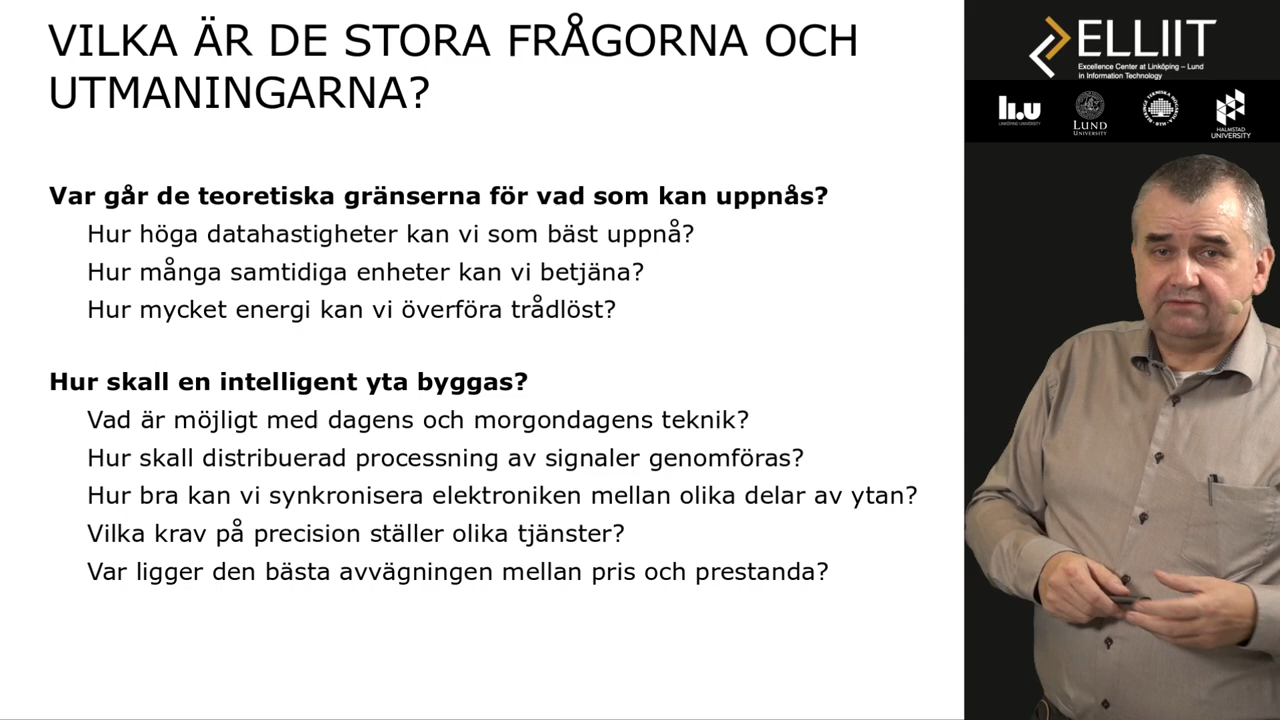 VILKA ÄR DE STORA FRÅGORNA OCH
UTMANINGARNA?
Var går de teoretiska gränserna för vad som kan uppnås?
Hur höga datahastigheter kan vi som bäst uppnå?
Hur många samtidiga enheter kan vi betjäna?
Hur mycket energi kan vi överföra trådlöst?
Hur skall en intelligent yta byggas?
Vad är möjligt med dagens och morgondagens teknik?
Hur skall distribuerad processning av signaler genomföras?
Hur bra kan vi synkronisera elektroniken mellan olika delar av ytan?
Vilka krav på precision ställer olika tjänster?
Var ligger den bästa avvägningen mellan pris och prestanda?
ELLIIT
Excellence Center at Linköping – Lund
in Information Technology
LI.U
LINKÖPING UNIVERSITY
LUND
UNIVERSITY
HALMSTAD
UNIVERSITY